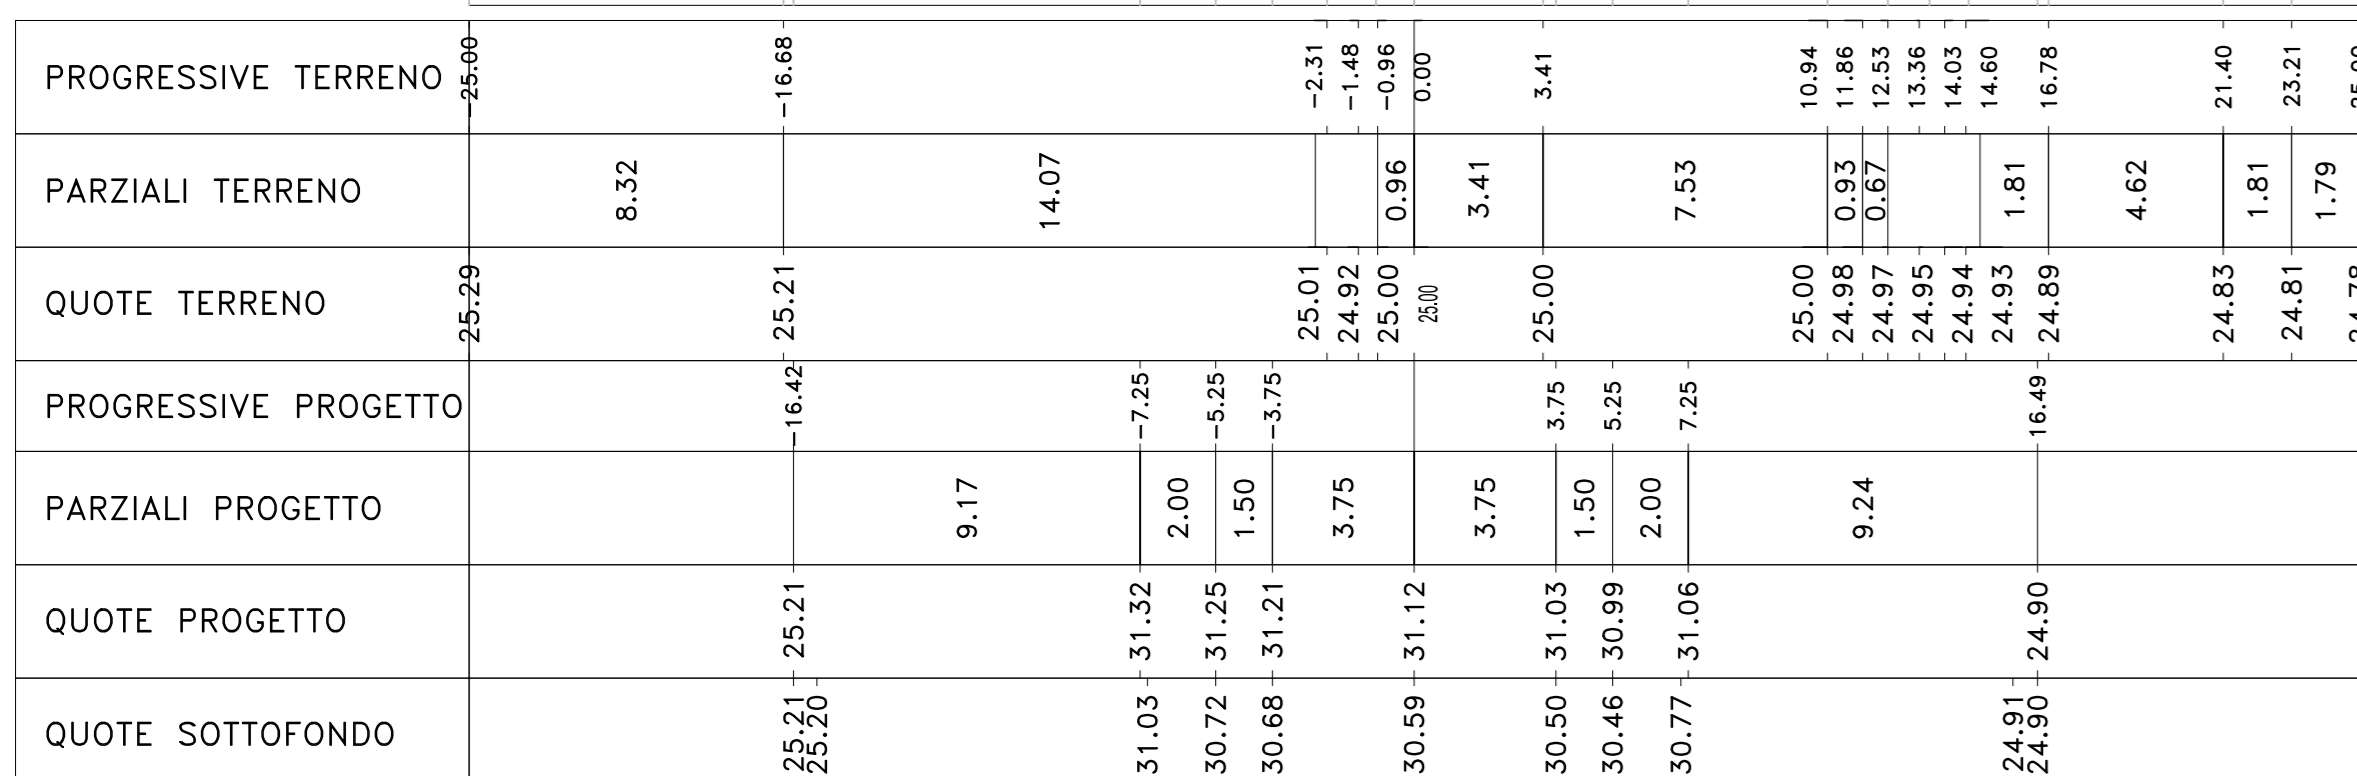 PROGRESSIVE TERRENO -25.00 -16.68 -2.31 -1.48 -0.96 0.00 3.41 10.94 11.86 12.53 13.36 14.03 14.60 16.78 21.40 23.21
PARZIALI TERRENO 8.32 14.07 0.96 3.41 7.53 0.93 0.67 1.81 4.62 1.81 1.79
QUOTE TERRENO 25.29 25.21 25.01 24.92 25.00 25.00 25.00 25.00 24.98 24.97 24.95 24.94 24.93 24.89 24.83 24.81
PROGRESSIVE PROGETTO -16.42 -7.25 -5.25 -3.75 3.75 5.25 7.25 16.49
PARZIALI PROGETTO 9.17 2.00 1.50 3.75 3.75 1.50 2.00 9.24
QUOTE PROGETTO 25.21 31.32 31.25 31.21 31.12 31.03 30.99 31.06 24.90
QUOTE SOTTOFONDO 25.21 25.20 31.03 30.72 30.68 30.59 30.50 30.46 30.77 24.91 24.90